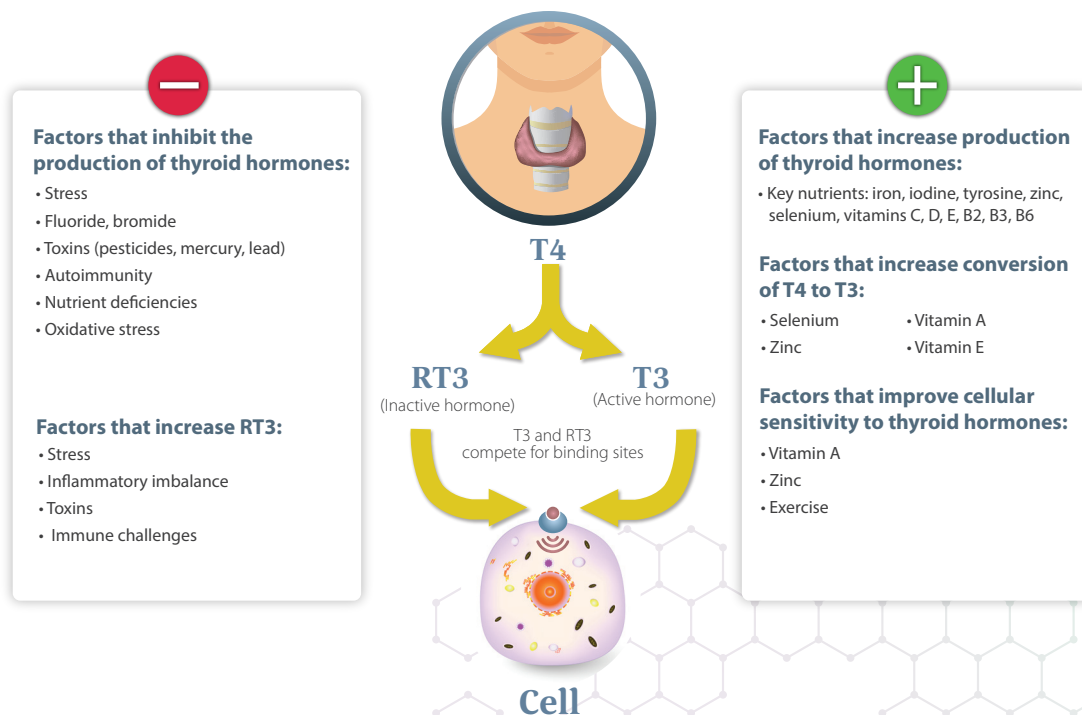 Factors that inhibit the
production of thyroid hormones:
• Stress
• Fluoride, bromide
• Toxins (pesticides, mercury, lead)
• Autoimmunity
• Nutrient deficiencies
• Oxidative stress
Factors that increase RT3:
• Stress
• Inflammatory imbalance
• Toxins
• Immune challenges
T4
RT3
(Inactive hormone)
T3
(Active hormone)
T3 and RT3
compete for binding sites
Cell
Factors that increase production
of thyroid hormones:
• Key nutrients: iron, iodine, tyrosine, zinc,
selenium, vitamins C, D, E, B2, B3, B6
Factors that increase conversion
of T4 to T3:
• Selenium
• Zinc
• Vitamin A
• Vitamin E
Factors that improve cellular
sensitivity to thyroid hormones:
• Vitamin A
• Zinc
• Exercise